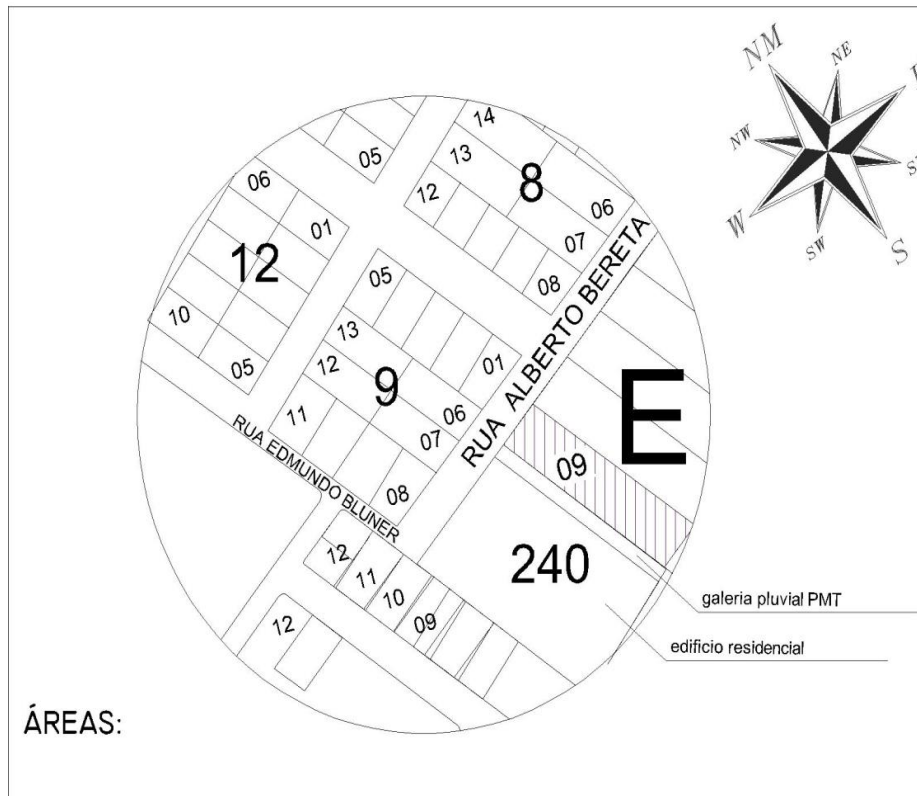 NM
NE
NW
W
SW
S
14
13
12
8
06
07
08
05
06
01
12
10
05
05
13
12
11
9
01
06
07
08
RUA ALBERTO BERETA
RUA EDMUNDO BLUNER
E
09
240
12
11
10
09
12
galeria pluvial PMT
edificio residencial
ÁREAS: